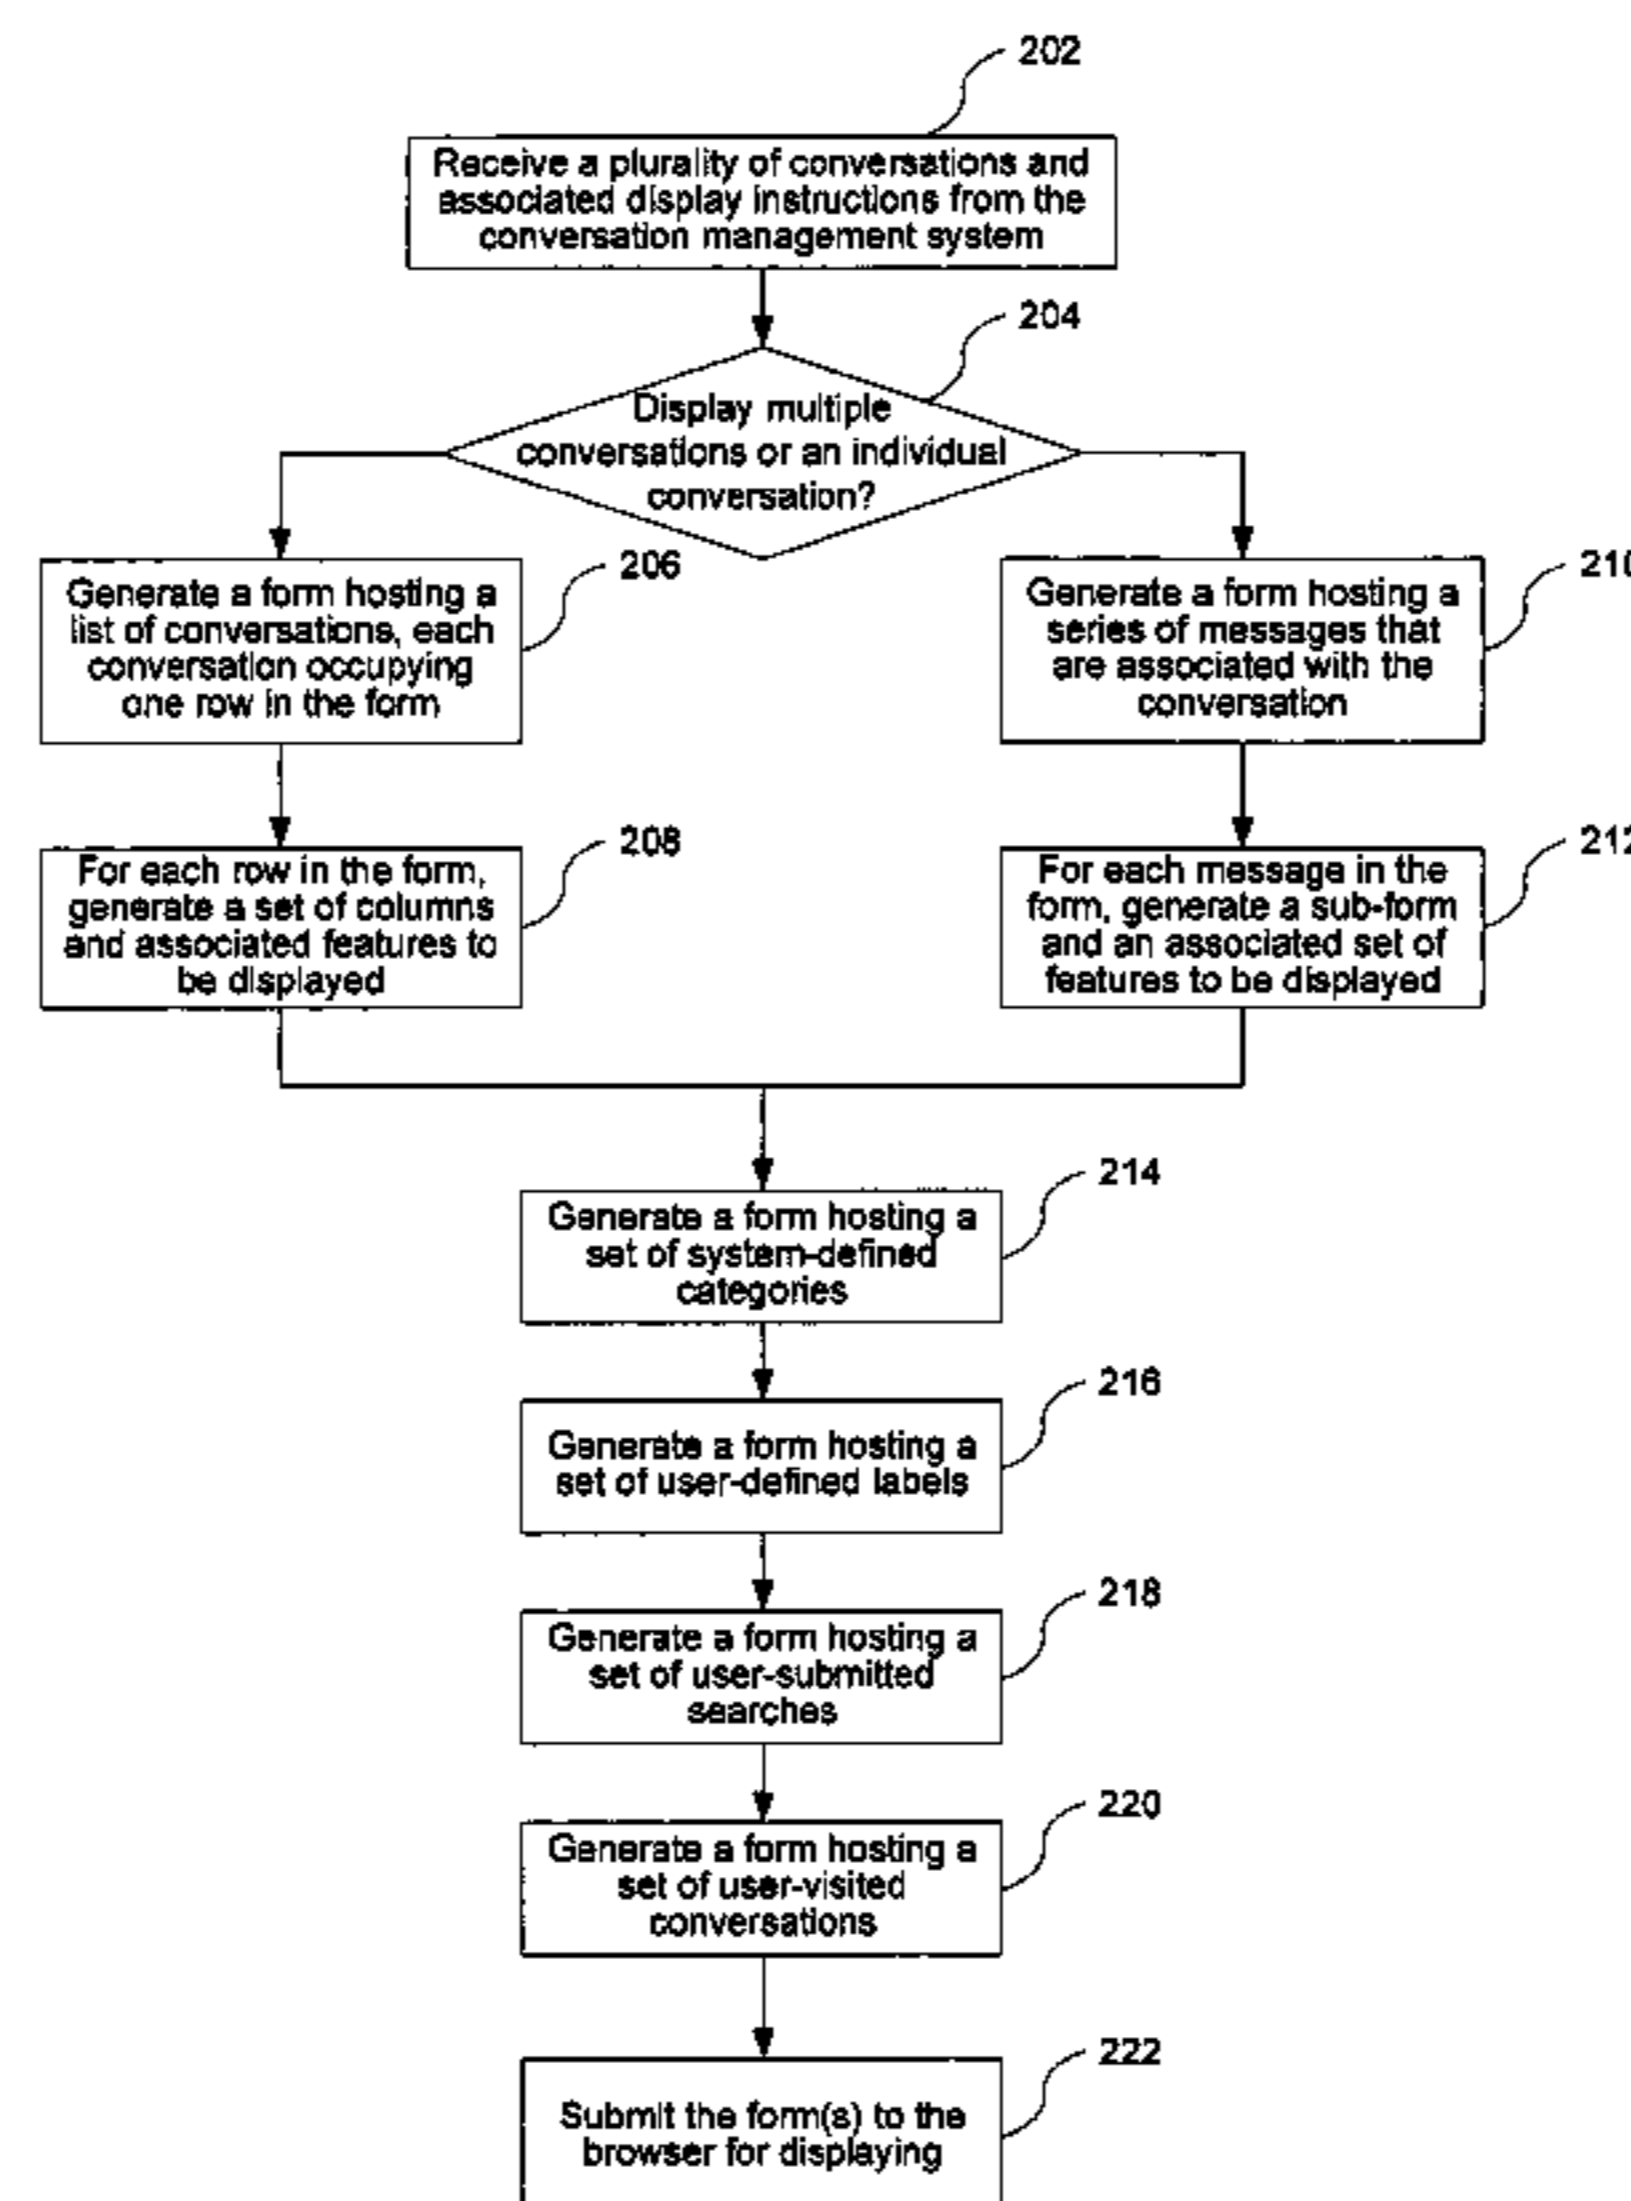 202
Receive a plurality of conversations and
associated display instructions from the
conversation management system
204
Display multiple
conversations or an individual
conversation?
206
Generate a form hosting a
list of conversations, each
conversation occupying
one row in the form
210
Generate a form hosting a
series of messages that
are associated with the
conversation
208
For each row in the form,
generate a set of columns
and associated features to
be displayed
212
For each message in the
form, generate a sub-form
and an associated set of
features to be displayed
214
Generate a form hosting a
set of system-defined
categories
216
Generate a form hosting a
set of user-defined labels
218
Generate a form hosting a
set of user-submitted
searches
220
Generate a form hosting a
set of user-visited
conversations
222
Submit the form(s) to the
browser for displaying